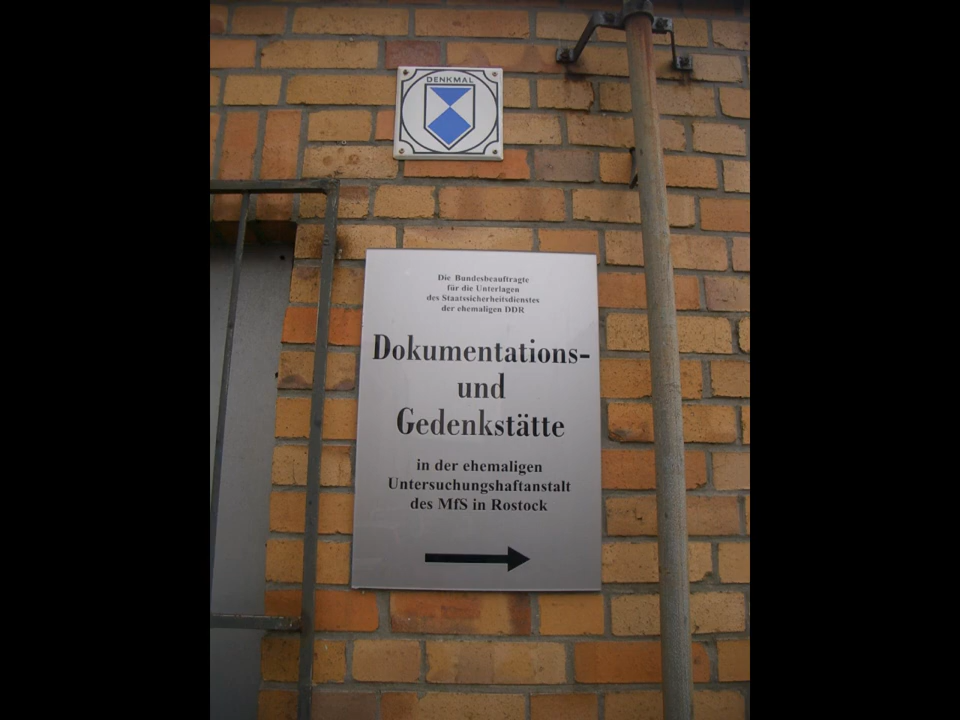 DENKMAL
Die Bundesbeauftragte
für die Unterlagen
des Staatssicherheitsdienstes
der ehemaligen DDR
Dokumentations-
und
Gedenkstätte
in der ehemaligen
Untersuchungshaftanstalt
des MfS in Rostock